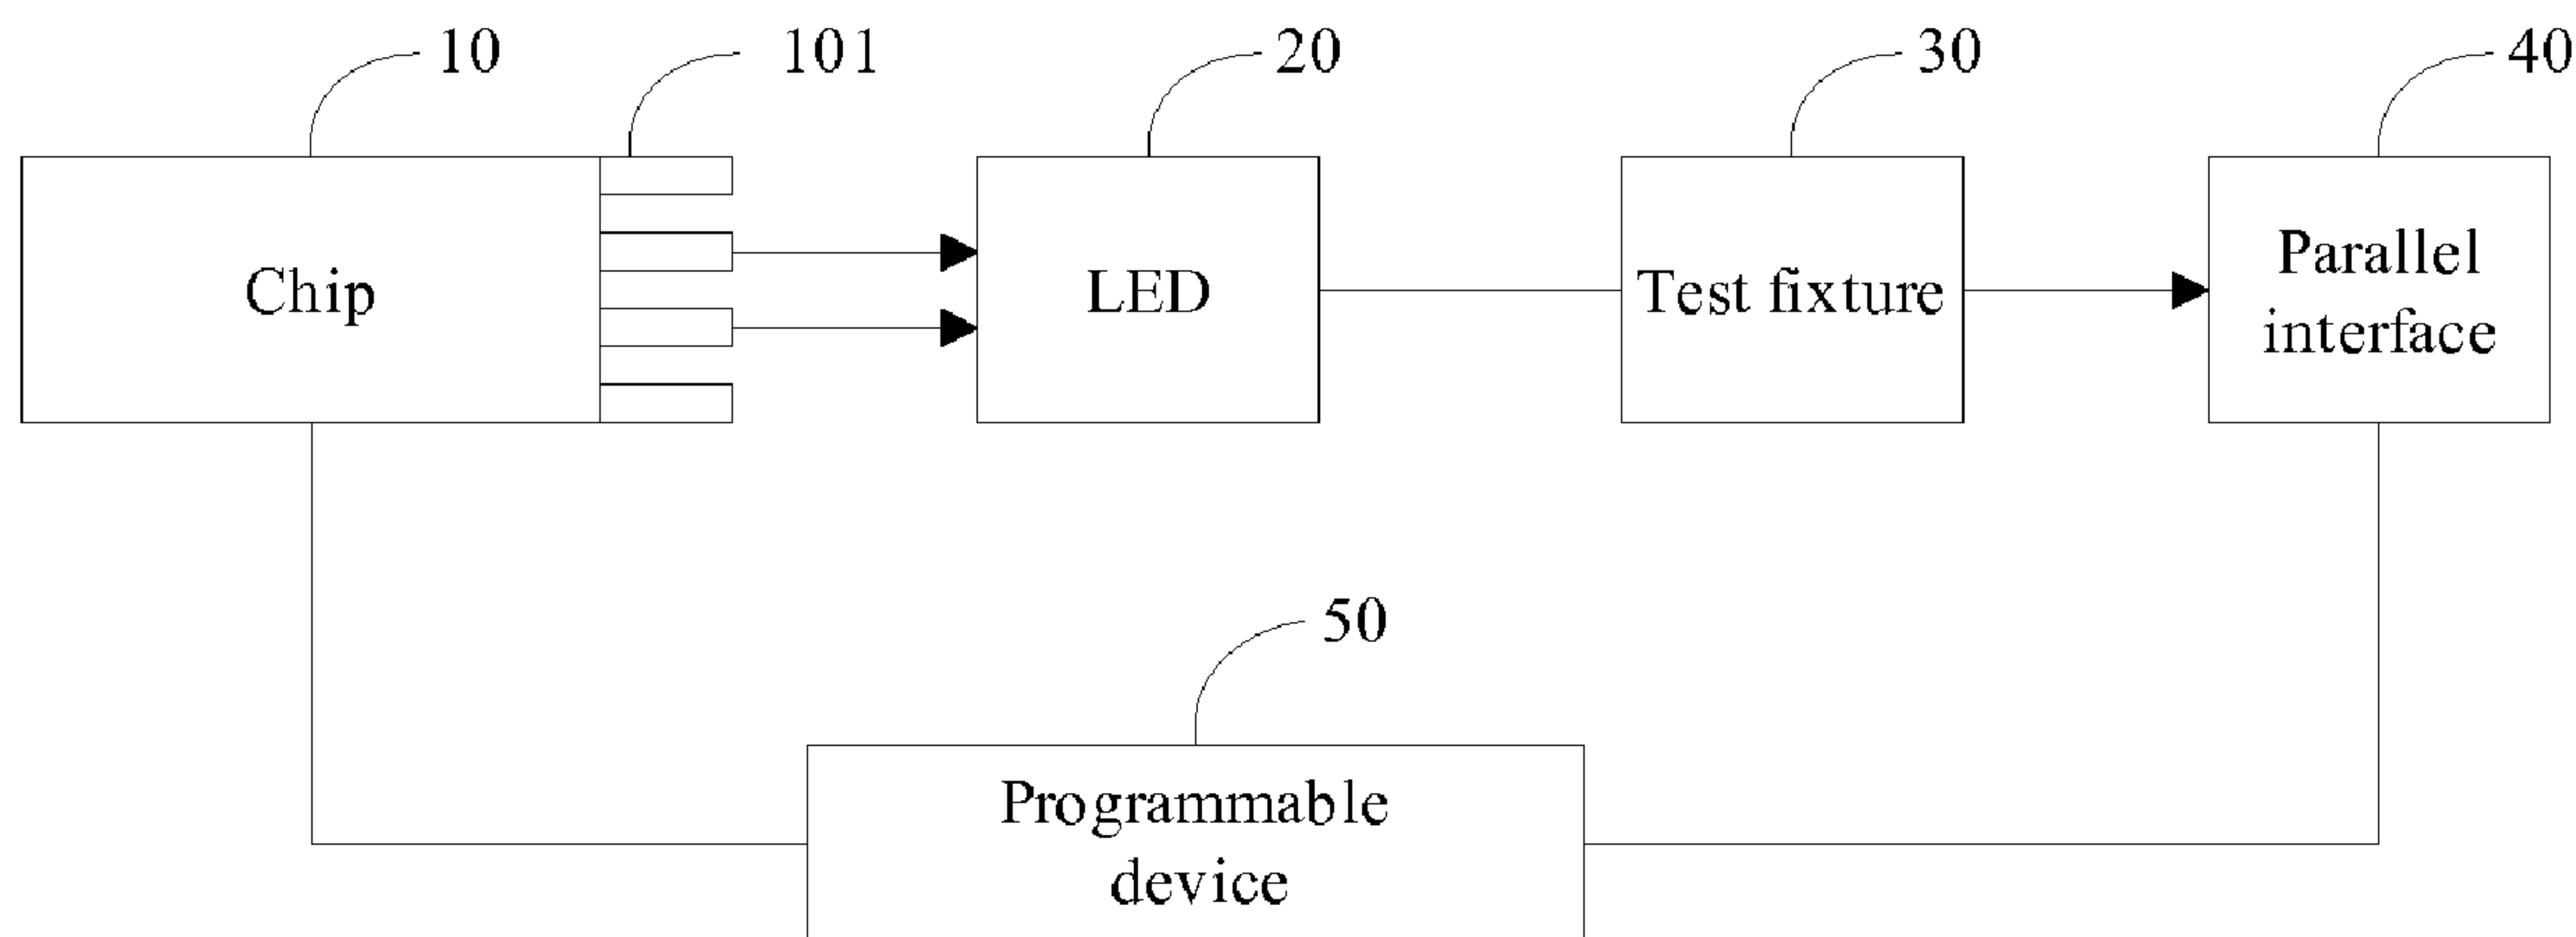 10
101
20
30
40
Chip
LED
Test fixture
Parallel
interface
50
Programmable
device